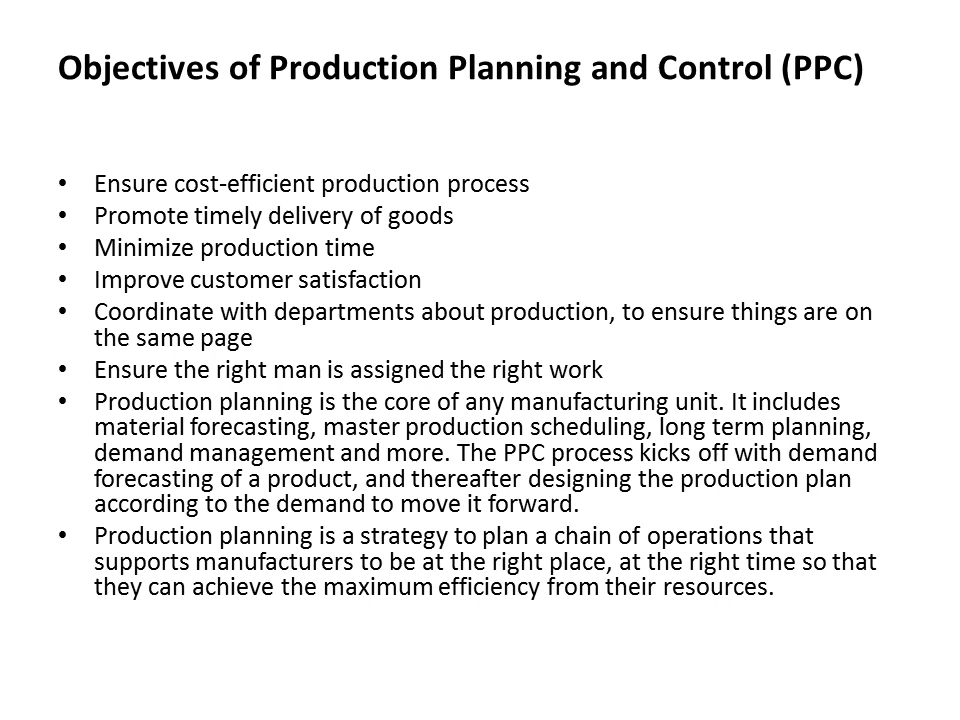 Objectives of Production Planning and Control (PPC)
• Ensure cost-efficient production process
• Promote timely delivery of goods
• Minimize production time
• Improve customer satisfaction
• Coordinate with departments about production, to ensure things are on
the same page
• Ensure the right man is assigned the right work
• Production planning is the core of any manufacturing unit. It includes
material forecasting, master production scheduling, long term planning,
demand management and more. The PPC process kicks off with demand
forecasting of a product, and thereafter designing the production plan
according to the demand to move it forward.
• Production planning is a strategy to plan a chain of operations that
supports manufacturers to be at the right place, at the right time so that
they can achieve the maximum efficiency from their resources.